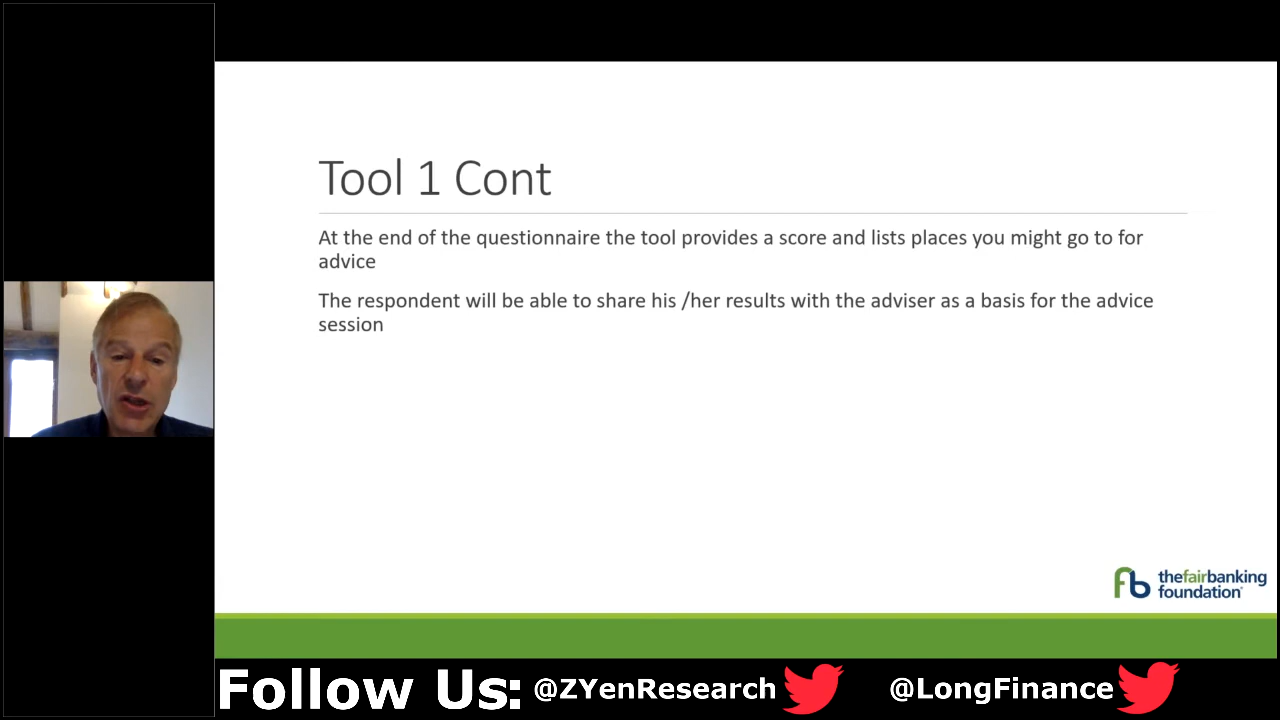 Tool 1 Cont
At the end of the questionnaire the tool provides a score and lists places you might go to for
advice
The respondent will be able to share his /her results with the adviser as a basis for the advice
session
fb
thefairbanking
foundation
Follow Us: @ZYenResearch @LongFinance